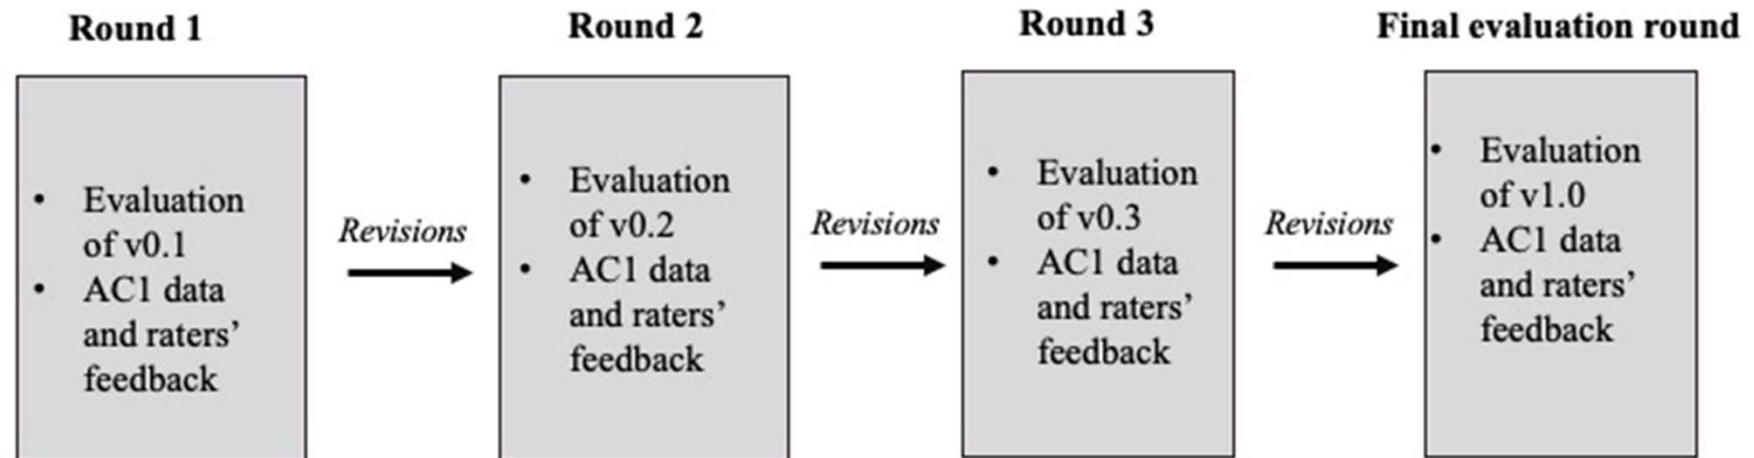 Round 1
• Evaluation
of v0.1
• AC1 data
and raters’
feedback
Revisions
Round 2
• Evaluation
of v0.2
• AC1 data
and raters’
feedback
Revisions
Round 3
• Evaluation
of v0.3
• AC1 data
and raters’
feedback
Revisions
Final evaluation round
• Evaluation
of v1.0
• AC1 data
and raters’
feedback